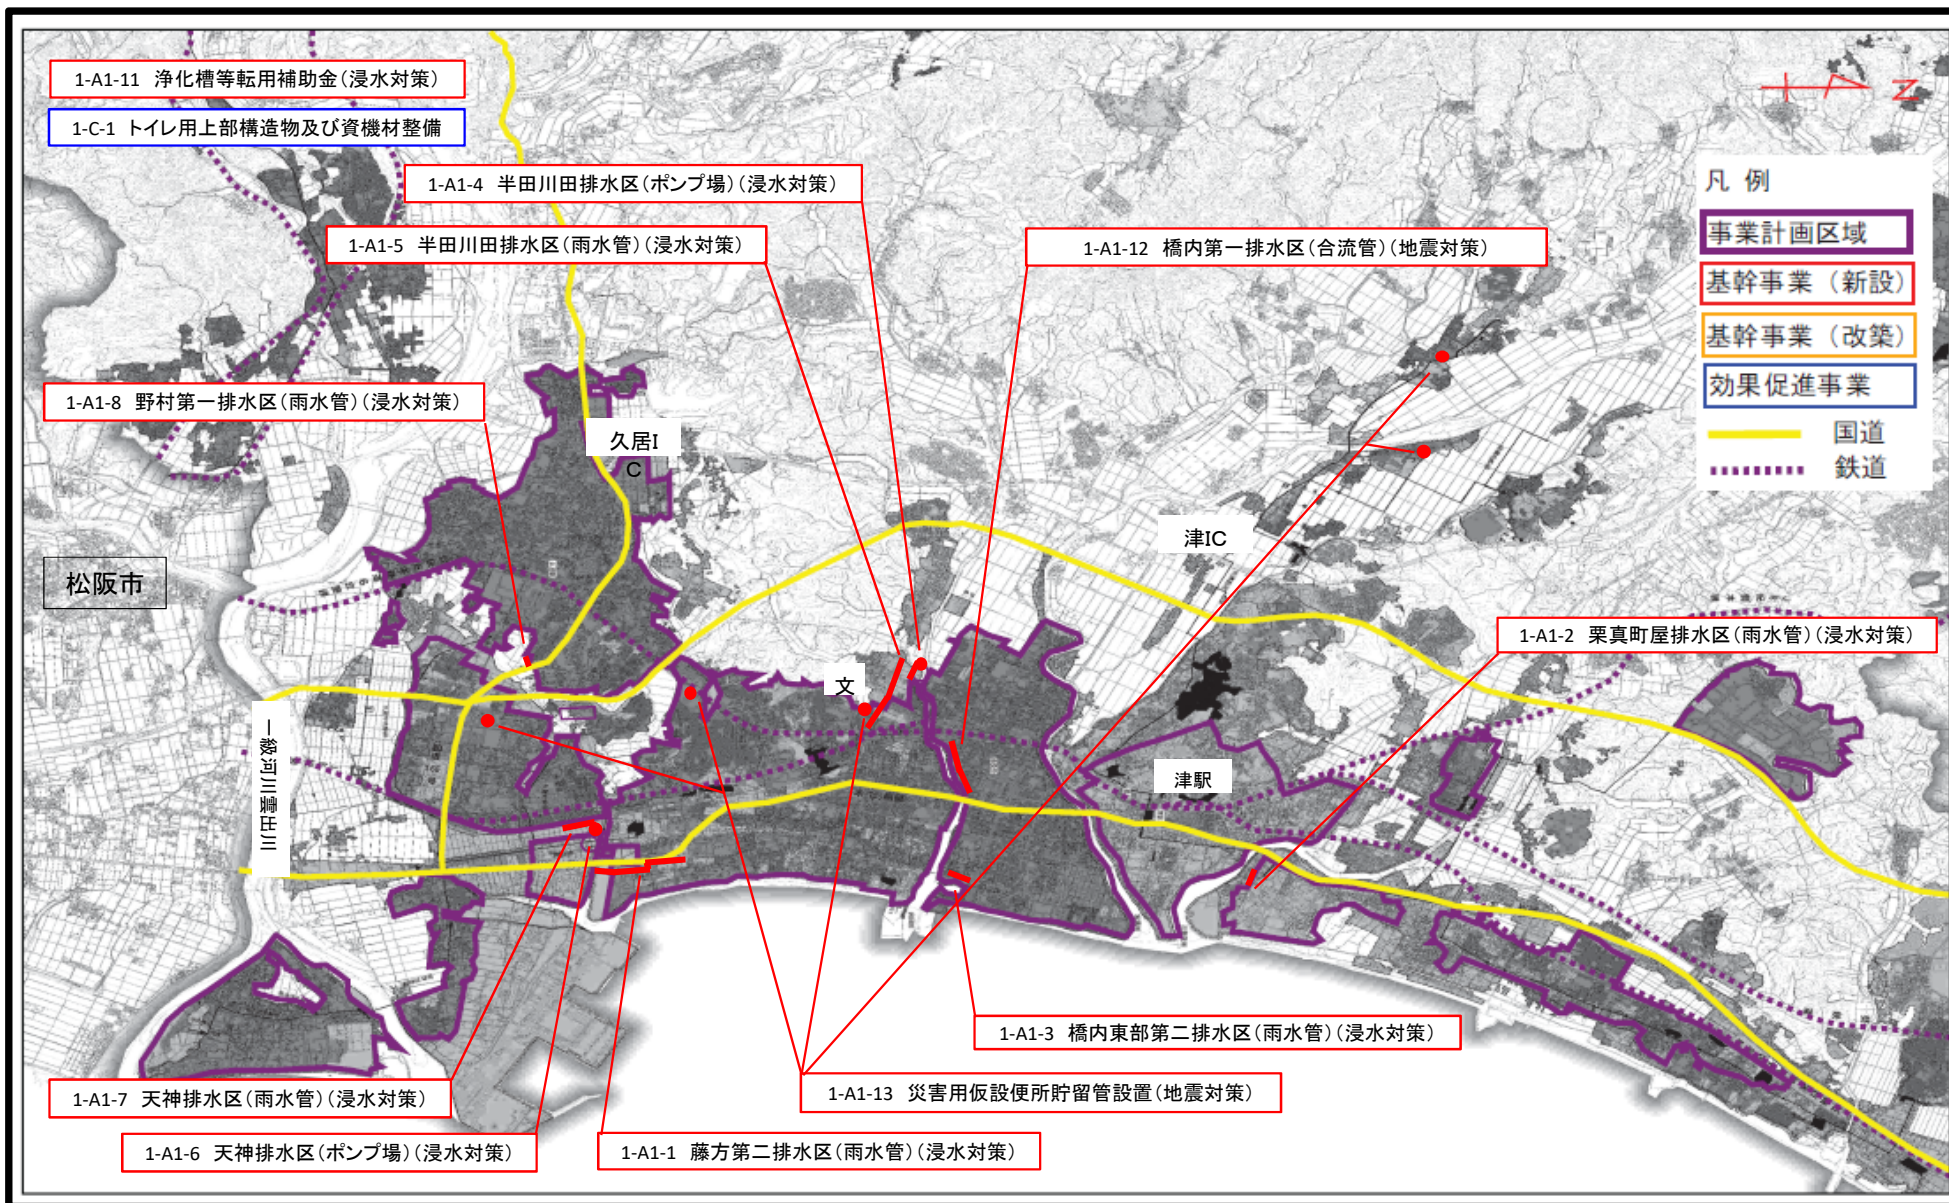 1-A1-11 浄化槽等転用補助金(浸水対策)
1-C-1 トイレ用上部構造物及び資機材整備
1-A1-4 半田川田排水区(ポンプ場)(浸水対策)
1-A1-5 半田川田排水区(雨水管)(浸水対策)
1-A1-12 橋内第一排水区(合流管)(地震対策)
N
凡 例
事業計画区域
基幹事業 (新設)
基幹事業 (改築)
効果促進事業
国道
鉄道
1-A1-8 野村第一排水区(雨水管)(浸水対策)
久居I
C
津IC
松阪市
1-A1-2 栗真町屋排水区(雨水管)(浸水対策)
文
津駅
一級河川雲出川
1-A1-3 橋内東部第二排水区(雨水管)(浸水対策)
1-A1-7 天神排水区(雨水管)(浸水対策)
1-A1-13 災害用仮設便所貯留管設置(地震対策)
1-A1-6 天神排水区(ポンプ場)(浸水対策)
1-A1-1 藤方第二排水区(雨水管)(浸水対策)